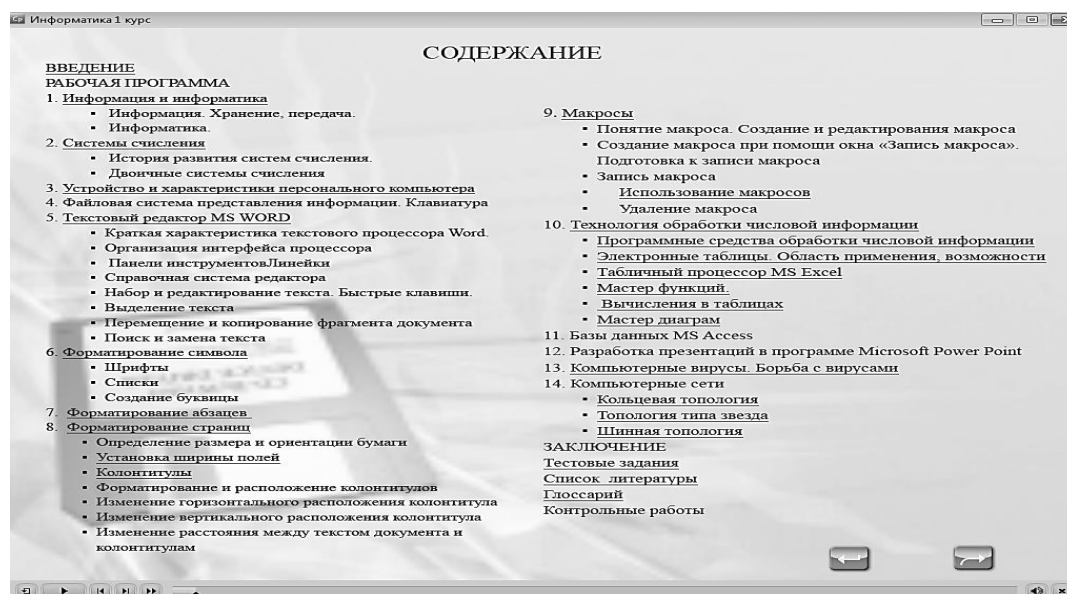 Информатика 1 курс
СОДЕРЖАНИЕ
ВВЕДЕНИЕ
РАБОЧАЯ ПРОГРАММА
1. Информация и информатика
▪ Информация. Хранение, передача.
▪ Информатика.
2. Системы счисления
▪ История развития систем счисления.
▪ Двоичные системы счисления
3. Устройство и характеристики персонального компьютера
4. Файловая система представления информации. Клавиатура
5. Текстовый редактор MS WORD
▪ Краткая характеристика текстового процессора Word.
▪ Организация интерфейса процессора
▪ Панели инструментовЛинейки
▪ Справочная система редактора
▪ Набор и редактирование текста. Быстрые клавиши.
▪ Выделение текста
▪ Перемещение и копирование фрагмента документа
▪ Поиск и замена текста
6. Форматирование символа
▪ Шрифты
▪ Списки
▪ Создание буквицы
7. Форматирование абзацев
8. Форматирование страниц
▪ Определение размера и ориентации бумаги
▪ Установка ширины полей
▪ Колонтитулы
▪ Форматирование и расположение колонтитулов
▪ Изменение горизонтального расположения колонтитула
▪ Изменение вертикального расположения колонтитула
▪ Изменение расстояния между текстом документа и
колонтитулам
9. Макросы
▪ Понятие макроса. Создание и редактирования макроса
▪ Создание макроса при помощи окна «Запись макроса».
Подготовка к записи макроса
▪ Запись макроса
▪ Использование макросов
▪ Удаление макроса
10. Технология обработки числовой информации
▪ Программные средства обработки числовой информации
▪ Электронные таблицы. Область применения, возможности
▪ Табличный процессор MS Excel
▪ Мастер функций.
▪ Вычисления в таблицах
▪ Мастер диаграм
11. Базы данных MS Access
12. Разработка презентаций в программе Microsoft Power Point
13. Компьютерные вирусы. Борьба с вирусами
14. Компьютерные сети
▪ Кольцевая топология
▪ Топология типа звезда
▪ Шинная топология
ЗАКЛЮЧЕНИЕ
Тестовые задания
Список литературы
Глоссарий
Контрольные работы